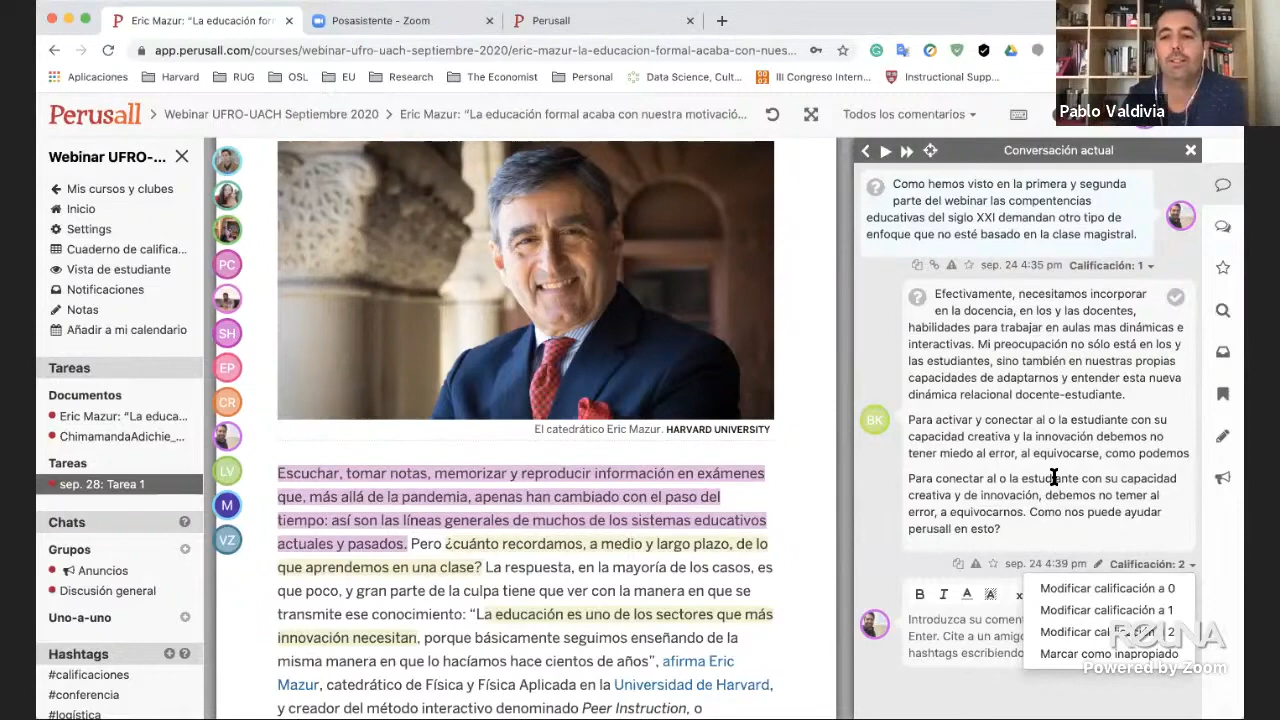 Eric Mazur: “La educación forn
Posasistente - Zoom
Perusall
app.perusall.com/courses/webinar-ufro-uach-septiembre-2020/eric-mazur-la-educacion-formal-acaba-con-nues...
Aplicaciones
Harvard
RUG
OSL
EU
Research
The Economist
Personal
Data Science, Cult...
III Congreso Intern...
Instructional Supp...
Pablo Valdivia
Perusall
Webinar UFRO-UACH Septiembre 2020
Eric Mazur: “La educación formal acaba con nuestra motivació...
Todos los comentarios
Webinar UFRO-...
Mis cursos y clubes
Inicio
Settings
Cuaderno de califica...
Vista de estudiante
Notificaciones
Notas
Añadir a mi calendario
Tareas
Documentos
Eric Mazur: “La educa...
ChimamandaAdichie_...
Tareas
sep. 28: Tarea 1
Chats
Grupos
Anuncios
Discusión general
Uno-a-uno
Hashtags
#calificaciones
#conferencia
#logística
PC
SH
EP
CR
LV
M
VZ
El catedrático Eric Mazur. HARVARD UNIVERSITY
Escuchar, tomar notas, memorizar y reproducir información en exámenes
que, más allá de la pandemia, apenas han cambiado con el paso del
tiempo: así son las líneas generales de muchos de los sistemas educativos
actuales y pasados. Pero ¿cuánto recordamos, a medio y largo plazo, de lo
que aprendemos en una clase? La respuesta, en la mayoría de los casos, es
que poco, y gran parte de la culpa tiene que ver con la manera en que se
transmite ese conocimiento: “La educación es uno de los sectores que más
innovación necesitan, porque básicamente seguimos enseñando de la
misma manera en que lo hacíamos hace cientos de años”, afirma Eric
Mazur, catedrático de Física y Física Aplicada en la Universidad de Harvard,
y creador del método interactivo denominado Peer Instruction, o
Conversación actual
Como hemos visto en la primera y segunda
parte del webinar las compentencias
educativas del siglo XXI demandan otro tipo de
enfoque que no esté basado en la clase magistral.
sep. 24 4:35 pm Calificación: 1
Efectivamente, necesitamos incorporar
en la docencia, en los y las docentes,
habilidades para trabajar en aulas mas dinámicas e
interactivas. Mi preocupación no sólo está en los y
las estudiantes, sino también en nuestras propias
capacidades de adaptarnos y entender esta nueva
dinámica relacional docente-estudiante.
BK
Para activar y conectar al o la estudiante con su
capacidad creativa y la innovación debemos no
tener miedo al error, al equivocarse, como podemos
Para conectar al o la estudiante con su capacidad
creativa y de innovación, debemos no temer al
error, a equivocarnos. Como nos puede ayudar
perusall en esto?
sep. 24 4:39 pm Calificación: 2
B I A
Introduzca su comen
Enter. Cite a un amigo
hashtags escribiendo
Modificar calificación a 0
Modificar calificación a 1
Modificar calificación a 2
Marcar como inapropiado
REUNA
Powered by Zoom